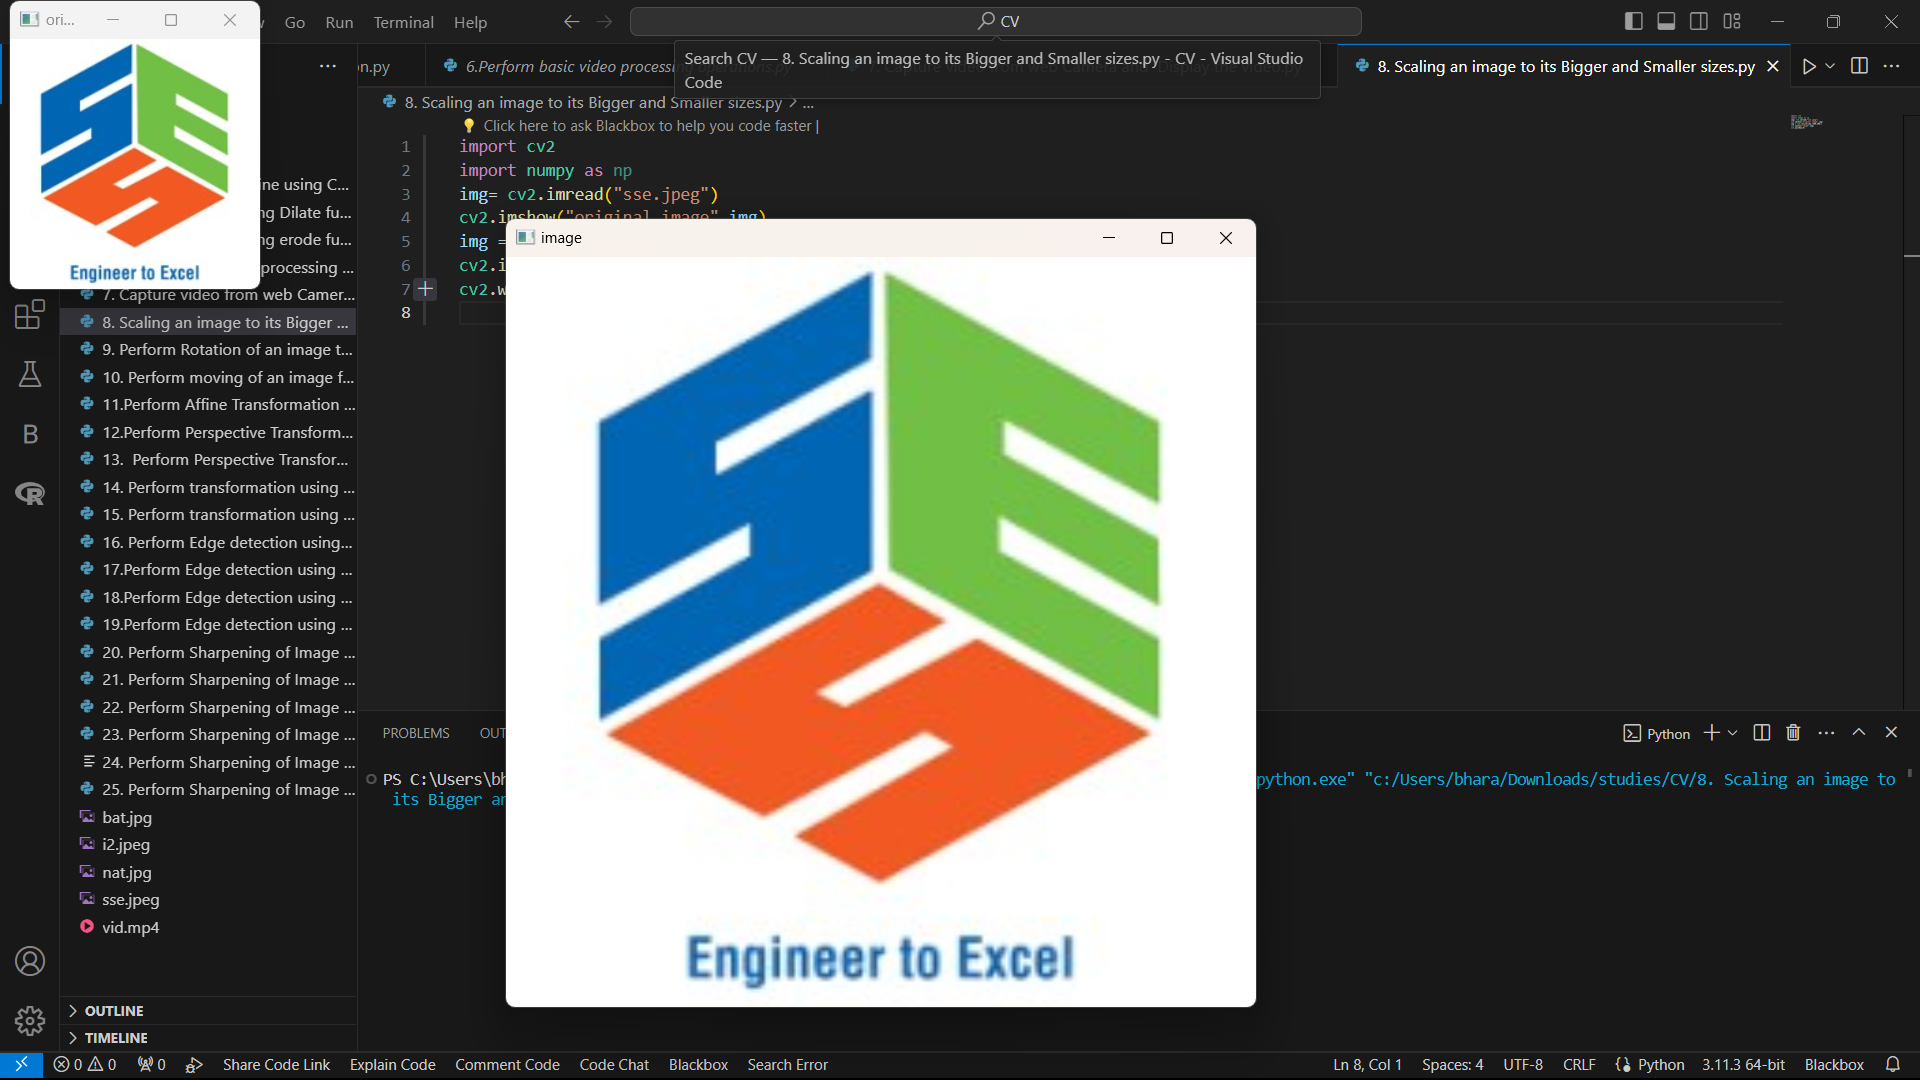 ori...
Go Run Terminal Help
CV
Search CV — 8. Scaling an image to its Bigger and Smaller sizes.py - CV - Visual Studio
Code
n.py
6.Perform basic video processing
8. Scaling an image to its Bigger and Smaller sizes.py
8. Scaling an image to its Bigger and Smaller sizes.py > ...
Click here to ask Blackbox to help you code faster |
1 import cv2
2 import numpy as np
3 img= cv2.imread("sse.jpeg")
4 cv2.imshow("original image",img)
5 img =
6 cv2.i
7 cv2.w
8
Engineer to Excel
ine using C...
ng Dilate fu...
ng erode fu...
processing ...
7. Capture video from web Camer...
8. Scaling an image to its Bigger ...
9. Perform Rotation of an image t...
10. Perform moving of an image f...
11.Perform Affine Transformation ...
12.Perform Perspective Transform...
13. Perform Perspective Transfor...
14. Perform transformation using ...
15. Perform transformation using ...
16. Perform Edge detection using...
17.Perform Edge detection using ...
18.Perform Edge detection using ...
19.Perform Edge detection using ...
20. Perform Sharpening of Image ...
21. Perform Sharpening of Image ...
22. Perform Sharpening of Image ...
23. Perform Sharpening of Image ...
24. Perform Sharpening of Image ...
25. Perform Sharpening of Image ...
bat.jpg
i2.jpeg
nat.jpg
sse.jpeg
vid.mp4
OUTLINE
TIMELINE
image
SES
Engineer to Excel
PROBLEMS OUT
Python
PS C:\Users\bh
python.exe" "c:/Users/bhara/Downloads/studies/CV/8. Scaling an image to
its Bigger an
0 0 0 Share Code Link Explain Code Comment Code Code Chat Blackbox Search Error
Ln 8, Col 1 Spaces: 4 UTF-8 CRLF Python 3.11.3 64-bit Blackbox